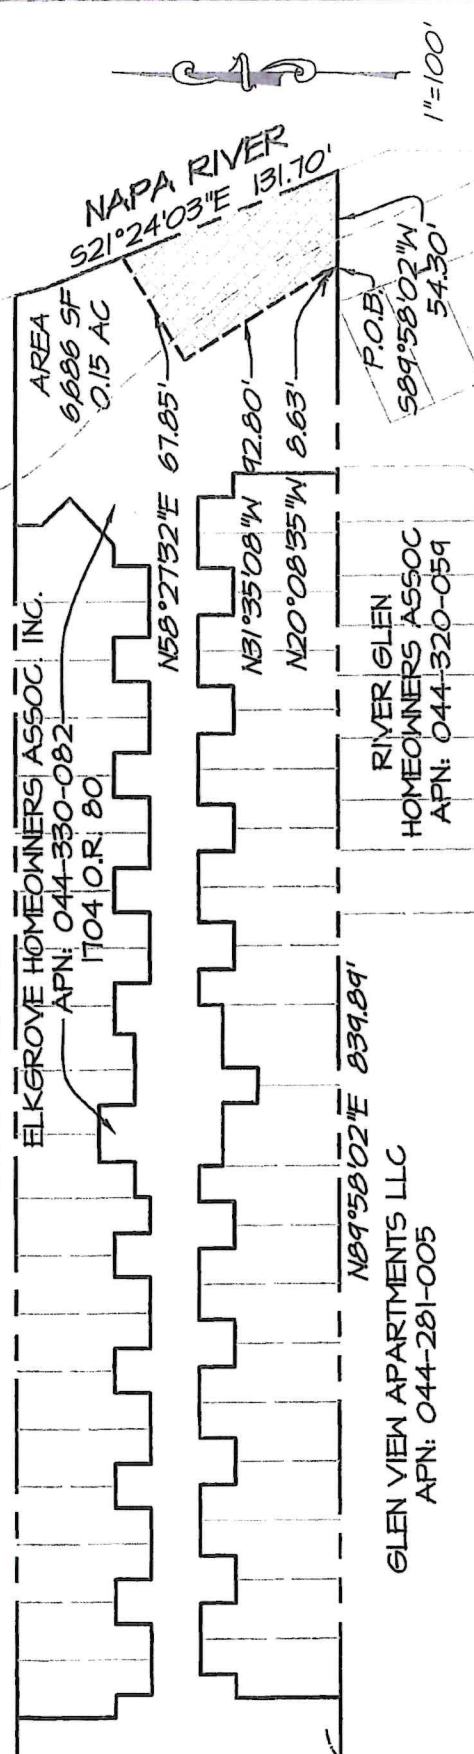 1"=100'
NAPA RIVER
S21°24'03"E 131.70'
AREA
6,686 SF
0.15 AC
N58°27'32"E 67.85'
N31°35'08"W 92.80'
N20°08'35"W 8.63'
P.O.B.
S89°58'02"W
54.30'
ELKGROVE HOMEOWNERS ASSOC. INC.
APN: 044-330-082
1704 O.R. 80
RIVER GLEN
HOMEOWNERS ASSOC
APN: 044-320-059
N89°58'02"E 839.89'
GLEN VIEW APARTMENTS LLC
APN: 044-281-005